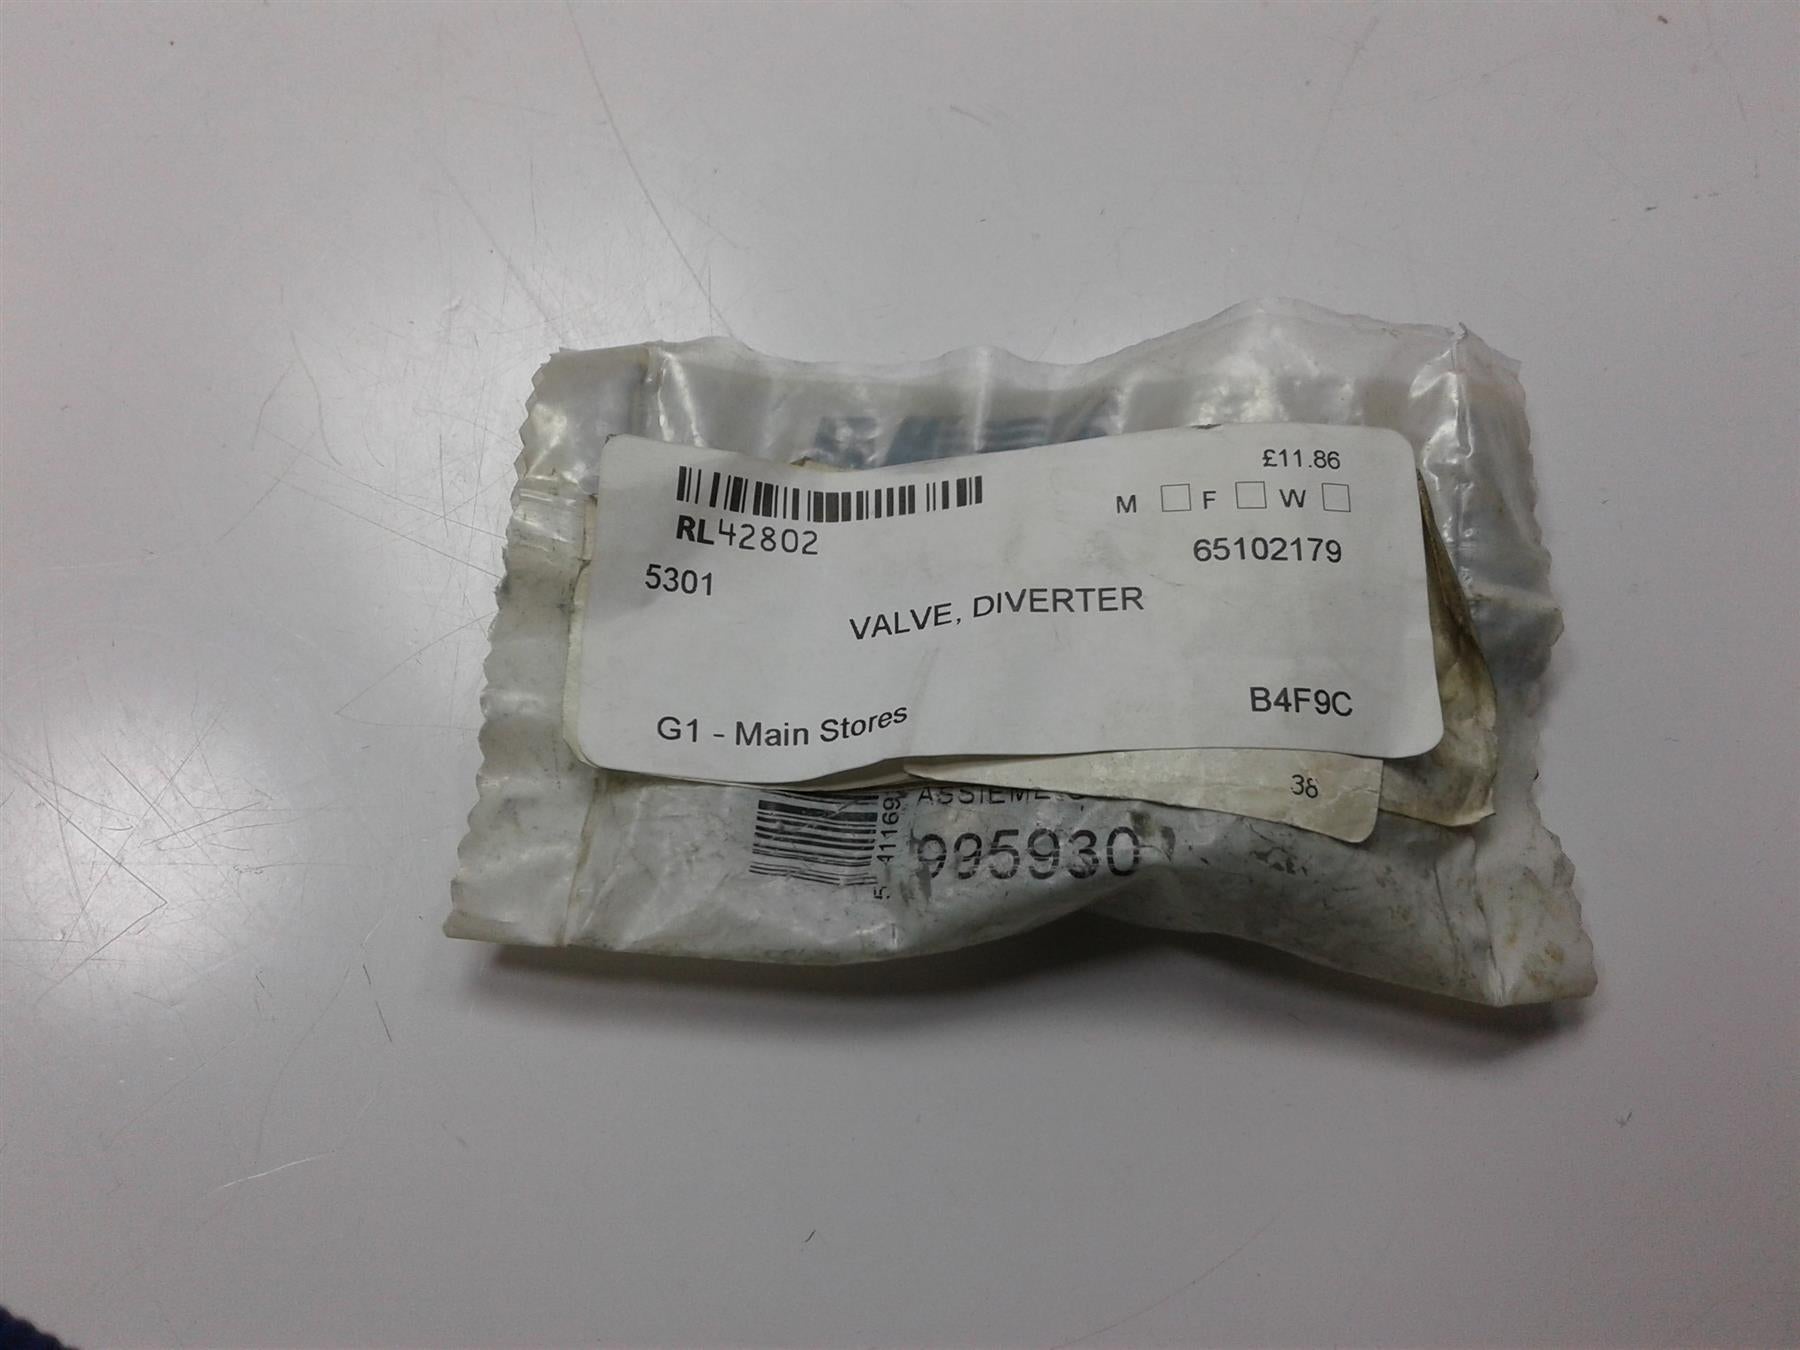 £11.86
M F W
RL42802
65102179
5301
VALVE, DIVERTER
B4F9C
G1 - Main Stores
38
995930